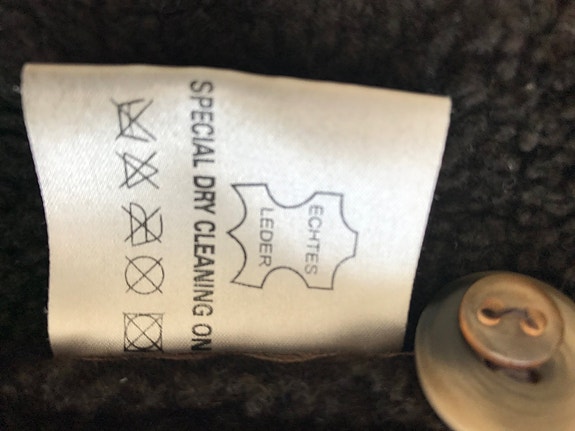 ECHTES
LEDER
SPECIAL DRY CLEANING ON